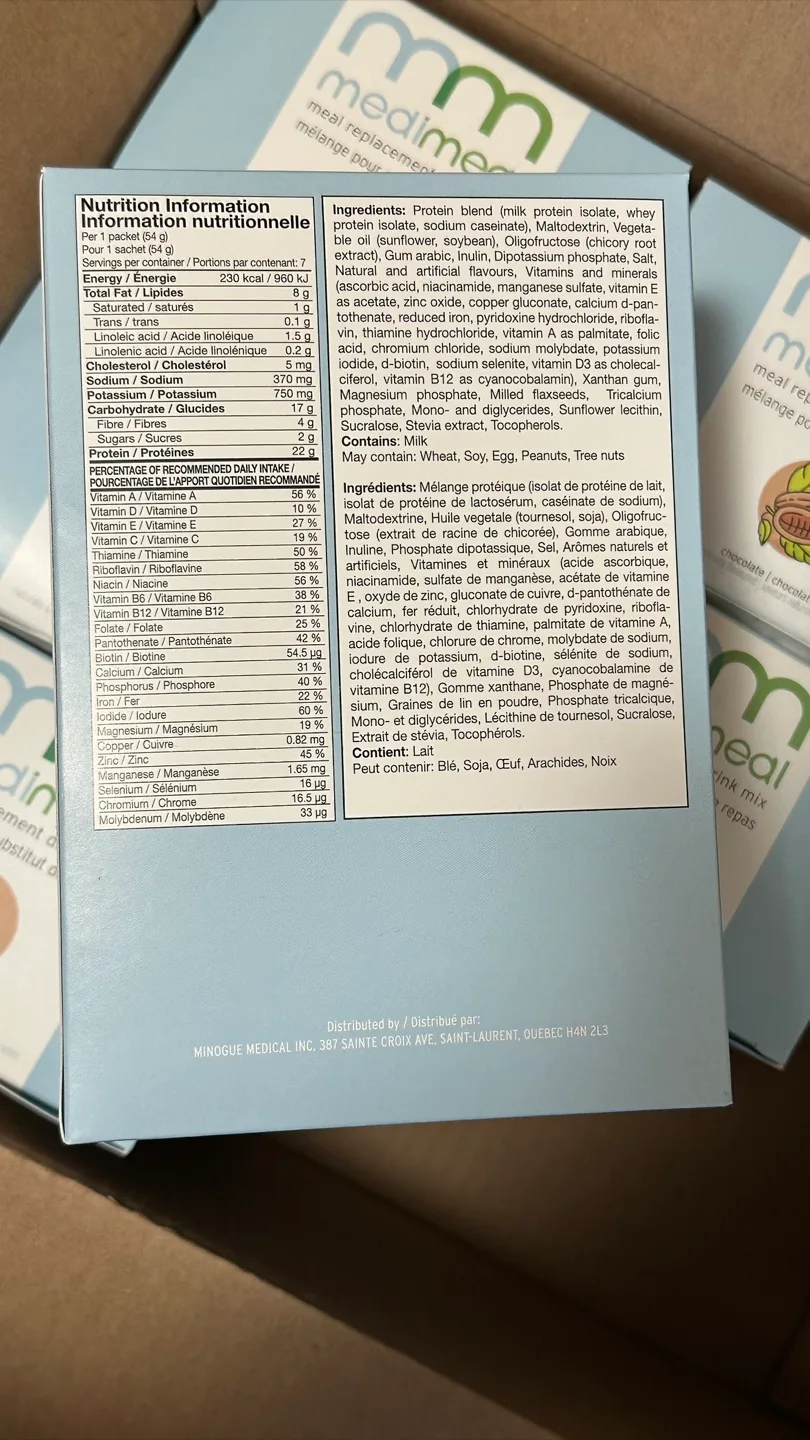 mm
medimea
meal replacement
mélange pour
Nutrition Information
Information nutritionnelle
Per 1 packet (54 g)
Pour 1 sachet (54 g)
Servings per container / Portions par contenant: 7
Energy / Énergie 230 kcal / 960 kJ
Total Fat / Lipides 8 g
Saturated / saturés 1 g
Trans / trans 0.1 g
Linoleic acid / Acide linoléique 1.5 g
Linolenic acid / Acide linolénique 0.2 g
Cholesterol / Cholestérol 5 mg
Sodium / Sodium 370 mg
Potassium / Potassium 750 mg
Carbohydrate / Glucides 17 g
Fibre / Fibres 4 g
Sugars / Sucres 2 g
Protein / Protéines 22 g
PERCENTAGE OF RECOMMENDED DAILY INTAKE /
POURCENTAGE DE L'APPORT QUOTIDIEN RECOMMANDÉ
Vitamin A / Vitamine A 56 %
Vitamin D / Vitamine D 10 %
Vitamin E / Vitamine E 27 %
Vitamin C / Vitamine C 19 %
Thiamine / Thiamine 50 %
Riboflavin / Riboflavine 58 %
Niacin / Niacine 56 %
Vitamin B6 / Vitamine B6 38 %
Vitamin B12 / Vitamine B12 21 %
Folate / Folate 25 %
Pantothenate / Pantothénate 42 %
Biotin / Biotine 54.5 µg
Calcium / Calcium 31 %
Phosphorus / Phosphore 40 %
Iron / Fer 22 %
Iodide / Iodure 60 %
Magnesium / Magnésium 19 %
Copper / Cuivre 0.82 mg
Zinc / Zinc 45 %
Manganese / Manganèse 1.65 mg
Selenium / Sélénium 16 µg
Chromium / Chrome 16.5 µg
Molybdenum / Molybdène 33 µg
Ingredients: Protein blend (milk protein isolate, whey
protein isolate, sodium caseinate), Maltodextrin, Vegeta-
ble oil (sunflower, soybean), Oligofructose (chicory root
extract), Gum arabic, Inulin, Dipotassium phosphate, Salt,
Natural and artificial flavours, Vitamins and minerals
(ascorbic acid, niacinamide, manganese sulfate, vitamin E
as acetate, zinc oxide, copper gluconate, calcium d-pan-
tothenate, reduced iron, pyridoxine hydrochloride, ribofla-
vin, thiamine hydrochloride, vitamin A as palmitate, folic
acid, chromium chloride, sodium molybdate, potassium
iodide, d-biotin, sodium selenite, vitamin D3 as cholecal-
ciferol, vitamin B12 as cyanocobalamin), Xanthan gum,
Magnesium phosphate, Milled flaxseeds, Tricalcium
phosphate, Mono- and diglycerides, Sunflower lecithin,
Sucralose, Stevia extract, Tocopherols.
Contains: Milk
May contain: Wheat, Soy, Egg, Peanuts, Tree nuts
Ingrédients: Mélange protéique (isolat de protéine de lait,
isolat de protéine de lactosérum, caséinate de sodium),
Maltodextrine, Huile vegetale (tournesol, soja), Oligofruc-
tose (extrait de racine de chicorée), Gomme arabique,
Inuline, Phosphate dipotassique, Sel, Arômes naturels et
artificiels, Vitamines et minéraux (acide ascorbique,
niacinamide, sulfate de manganèse, acétate de vitamine
E , oxyde de zinc, gluconate de cuivre, d-pantothénate de
calcium, fer réduit, chlorhydrate de pyridoxine, ribofla-
vine, chlorhydrate de thiamine, palmitate de vitamine A,
acide folique, chlorure de chrome, molybdate de sodium,
iodure de potassium, d-biotine, sélénite de sodium,
cholécalciférol de vitamine D3, cyanocobalamine de
vitamine B12), Gomme xanthane, Phosphate de magné-
sium, Graines de lin en poudre, Phosphate tricalcique,
Mono- et diglycérides, Lécithine de tournesol, Sucralose,
Extrait de stévia, Tocophérols.
Contient: Lait
Peut contenir: Blé, Soja, Œuf, Arachides, Noix
Distributed by / Distribué par:
MINOGUE MEDICAL INC. 387 SAINTE CROIX AVE, SAINT-LAURENT, QUEBEC H4N 2L3
meal rep
mélange po
chocolate / chocolat
m
neal
rink mix
repas
dim
ement d
ubstitut d